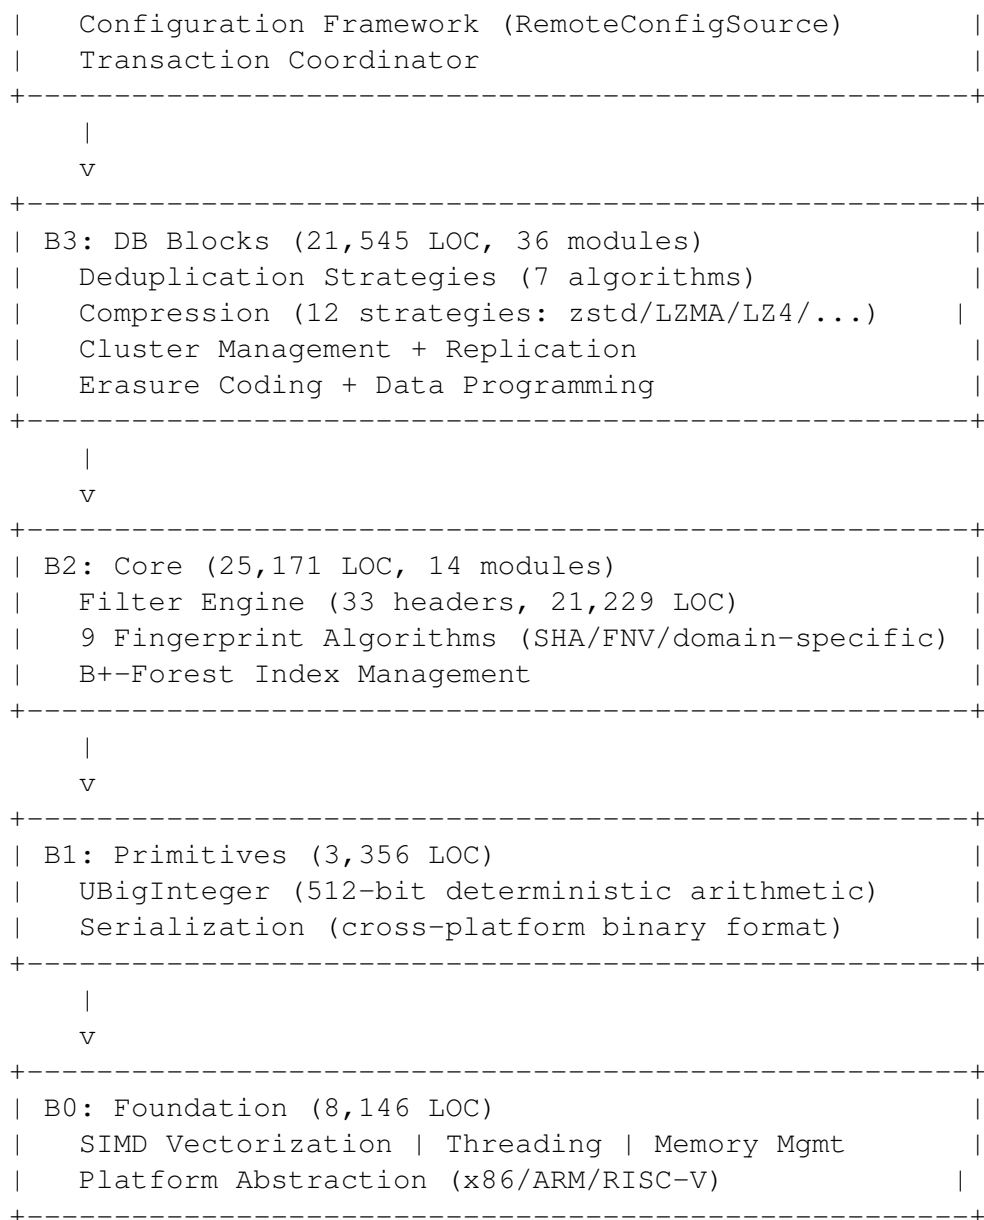 |   Configuration Framework (RemoteConfigSource)       |
|   Transaction Coordinator                            |
+------------------------------------------------------+
    |
    v
+------------------------------------------------------+
| B3: DB Blocks (21,545 LOC, 36 modules)               |
|   Deduplication Strategies (7 algorithms)            |
|   Compression (12 strategies: zstd/LZMA/LZ4/...)    |
|   Cluster Management + Replication                   |
|   Erasure Coding + Data Programming                  |
+------------------------------------------------------+
    |
    v
+------------------------------------------------------+
| B2: Core (25,171 LOC, 14 modules)                    |
|   Filter Engine (33 headers, 21,229 LOC)             |
|   9 Fingerprint Algorithms (SHA/FNV/domain-specific) |
|   B+-Forest Index Management                         |
+------------------------------------------------------+
    |
    v
+------------------------------------------------------+
| B1: Primitives (3,356 LOC)                           |
|   UBigInteger (512-bit deterministic arithmetic)     |
|   Serialization (cross-platform binary format)       |
+------------------------------------------------------+
    |
    v
+------------------------------------------------------+
| B0: Foundation (8,146 LOC)                           |
|   SIMD Vectorization | Threading | Memory Mgmt       |
|   Platform Abstraction (x86/ARM/RISC-V)             |
+------------------------------------------------------+